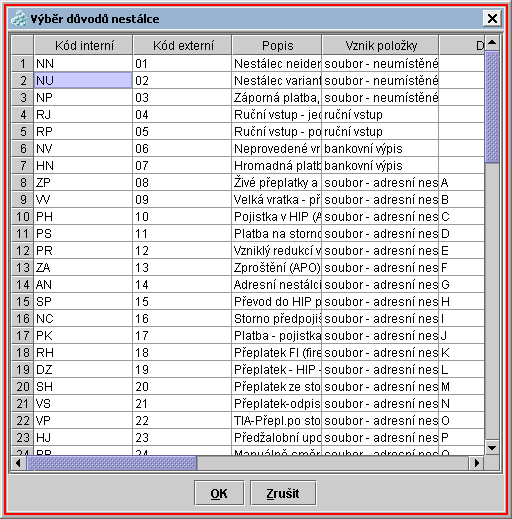 Výběr důvodů nestálce
Kód interní Kód externí Popis Vznik položky D
1 NN 01 Nestálec neider soubor - neumístěné
2 NU 02 Nestálec variant soubor - neumístěné
3 NP 03 Záporná platba, soubor - neumístěné
4 RJ 04 Ruční vstup - jed ruční vstup
5 RP 05 Ruční vstup - po ruční vstup
6 NV 06 Neprovedené vr bankovní výpis
7 HN 07 Hromadná platb bankovní výpis
8 ZP 08 Živé přeplatky a soubor - adresní nes A
9 VV 09 Velká vratka - př soubor - adresní nes B
10 PH 10 Pojistka v HIP (A soubor - adresní nes C
11 PS 11 Platba na storno soubor - adresní nes D
12 PR 12 Vzniklý redukcí v soubor - adresní nes E
13 ZA 13 Zproštění (APO) soubor - adresní nes F
14 AN 14 Adresní nestálci soubor - adresní nes G
15 SP 15 Převod do HIP p soubor - adresní nes H
16 NC 16 Storno předpojiš soubor - adresní nes I
17 PK 17 Platba - pojistka soubor - adresní nes J
18 RH 18 Přeplatek FI (fire soubor - adresní nes K
19 DZ 19 Přeplatek - HIP - soubor - adresní nes L
20 SH 20 Přeplatek ze sto soubor - adresní nes M
21 VS 21 Přeplatek-odpis soubor - adresní nes N
22 VP 22 TIA-Přepl.po sto soubor - adresní nes O
23 HJ 23 Předžalobní upo soubor - adresní nes P
24 24 Manuálně směr soubor - adresní nes
OK Zrušit